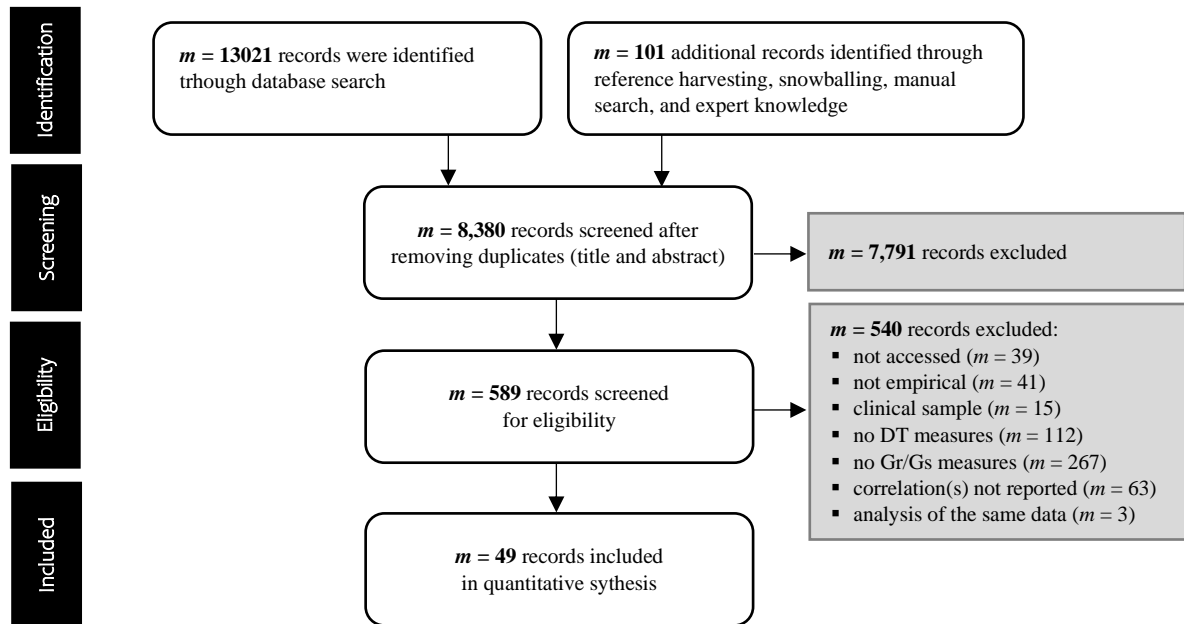 Identification
m = 13021 records were identified
trhough database search
m = 101 additional records identified through
reference harvesting, snowballing, manual
search, and expert knowledge
Screening
m = 8,380 records screened after
removing duplicates (title and abstract)
m = 7,791 records excluded
Eligibility
m = 589 records screened
for eligibility
m = 540 records excluded:
▪ not accessed (m = 39)
▪ not empirical (m = 41)
▪ clinical sample (m = 15)
▪ no DT measures (m = 112)
▪ no Gr/Gs measures (m = 267)
▪ correlation(s) not reported (m = 63)
▪ analysis of the same data (m = 3)
Included
m = 49 records included
in quantitative sythesis